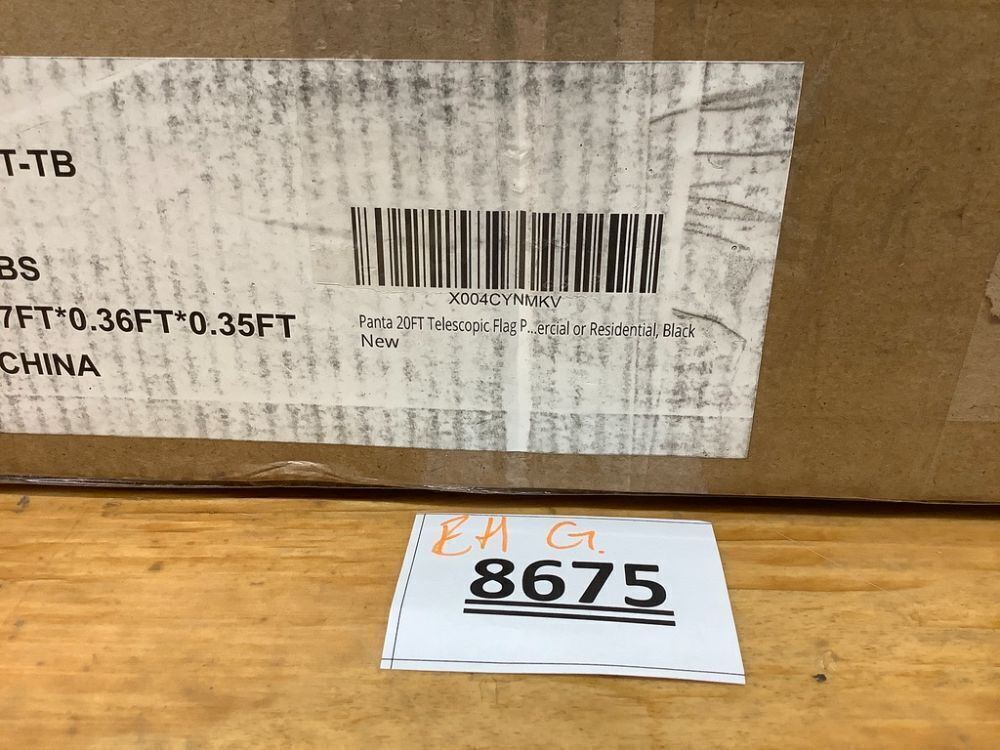 T-TB
BS
7FT*0.36FT*0.35FT
CHINA
X004CYNMKV
Panta 20FT Telescopic Flag P...ercial or Residential, Black
New
EH G.
8675